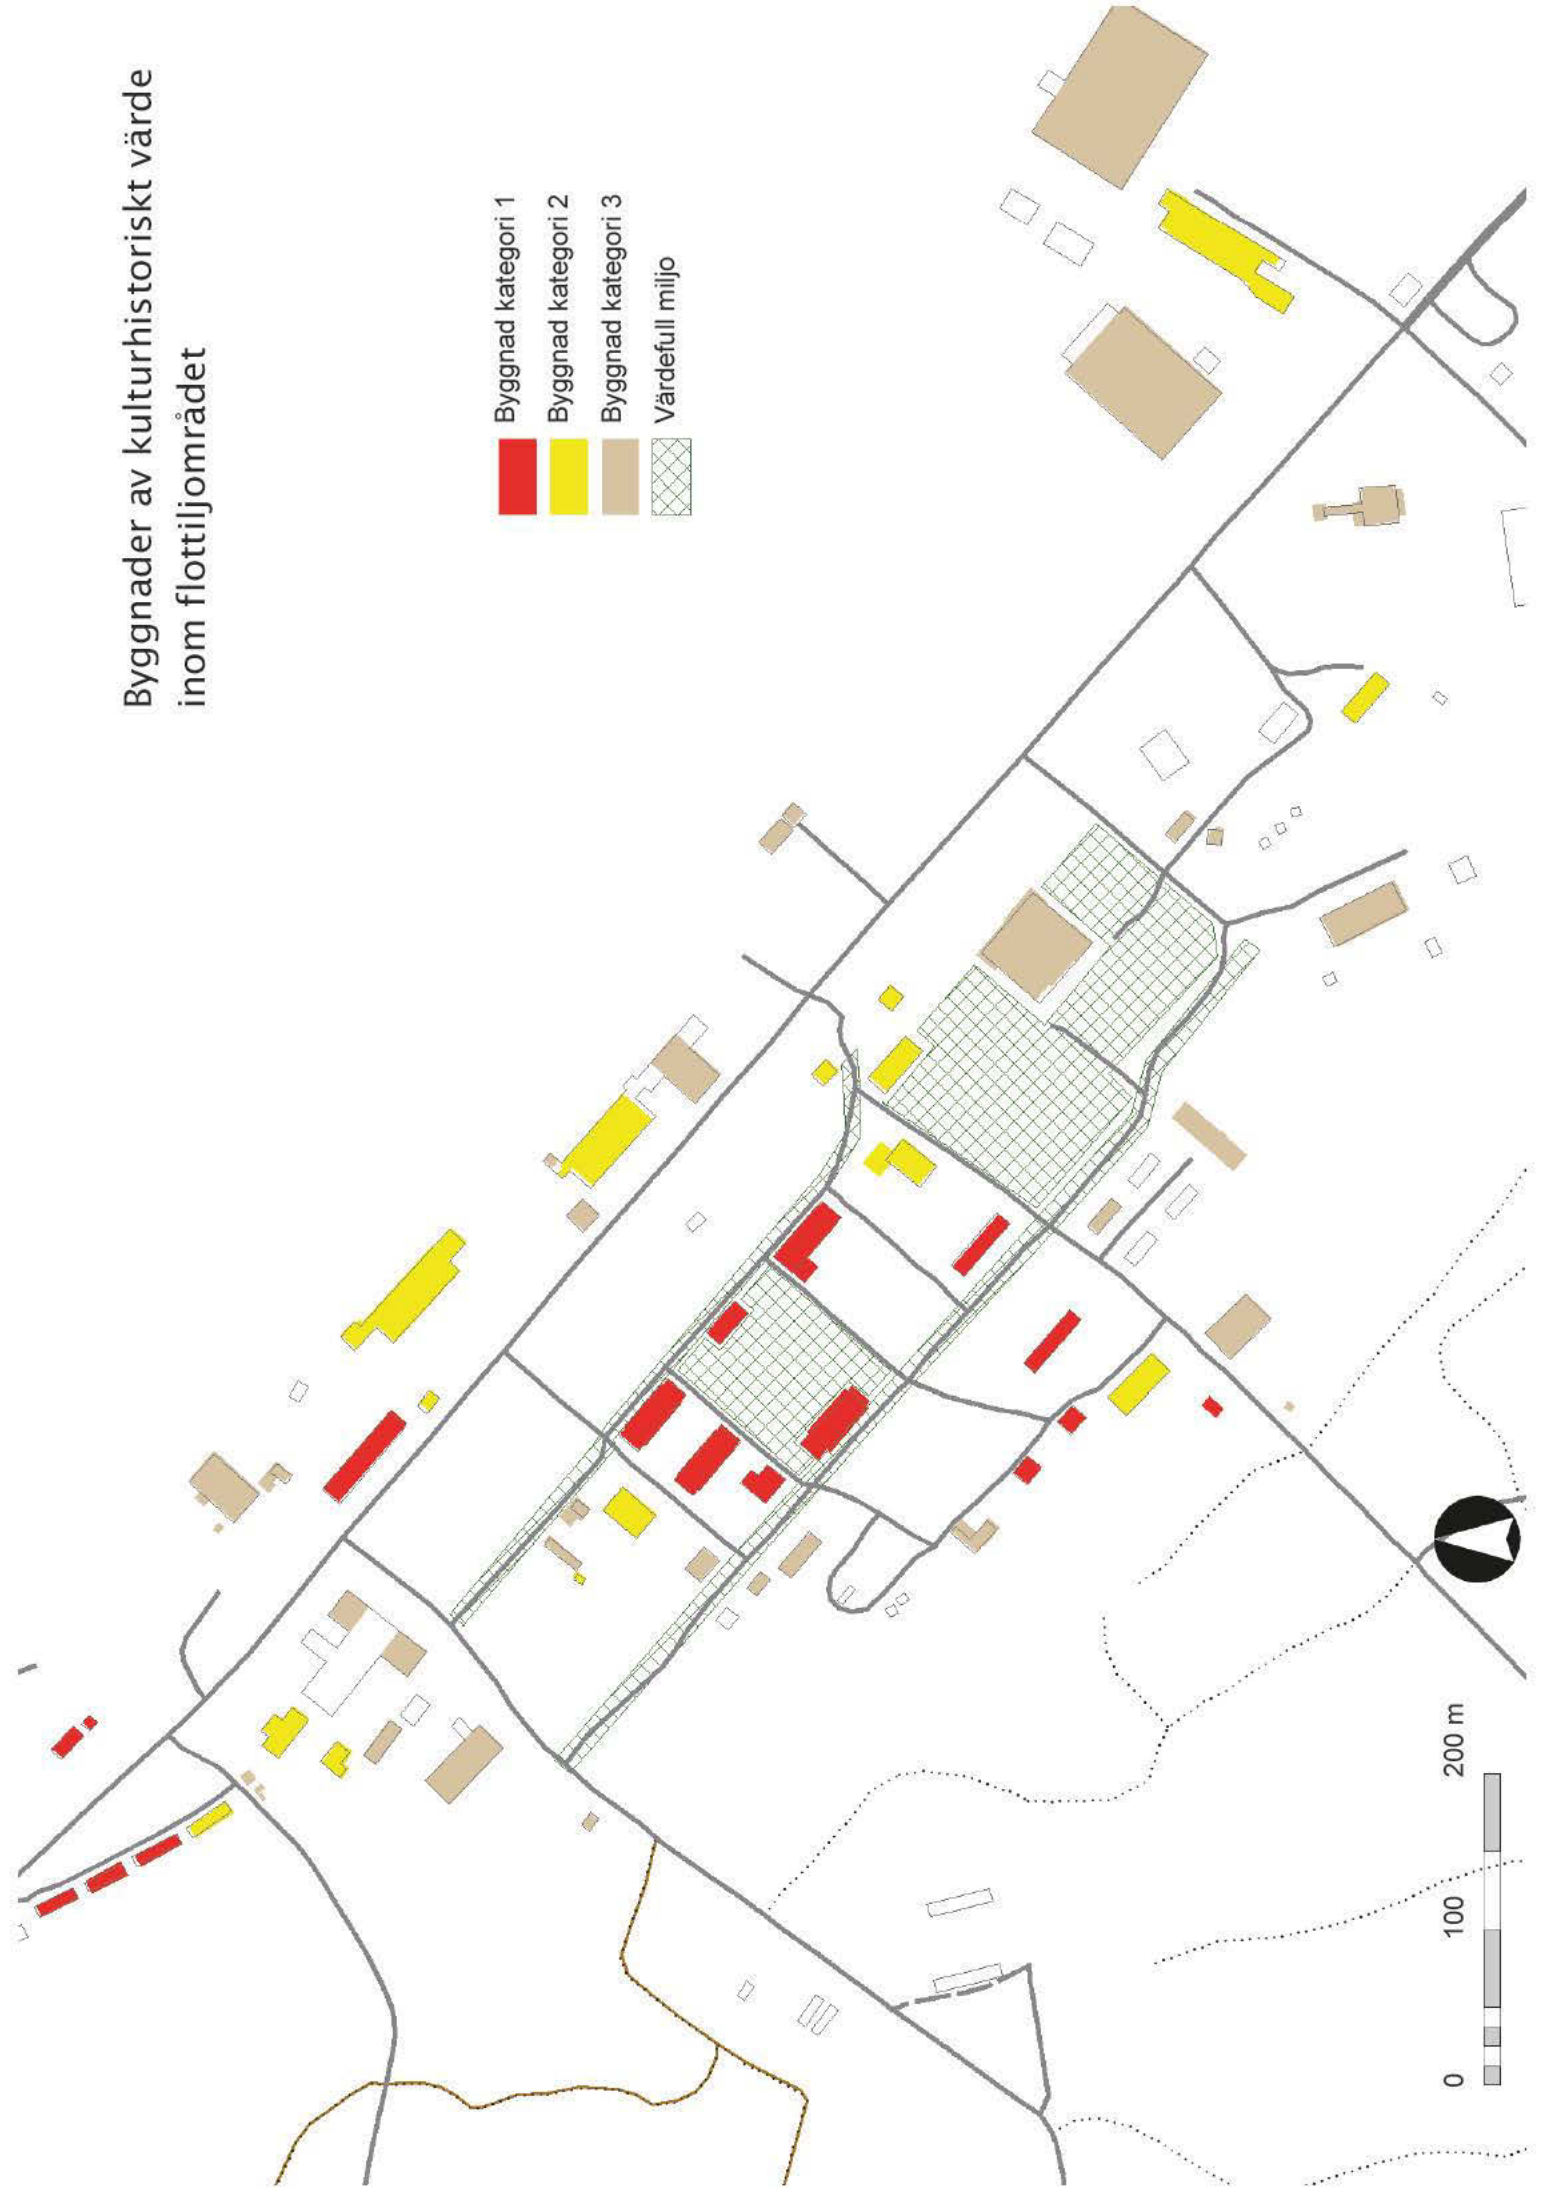 Byggnader av kulturhistoriskt värde
inom flottiljområdet
Byggnad kategori 1
Byggnad kategori 2
Byggnad kategori 3
Värdefull miljo
0 100 200 m